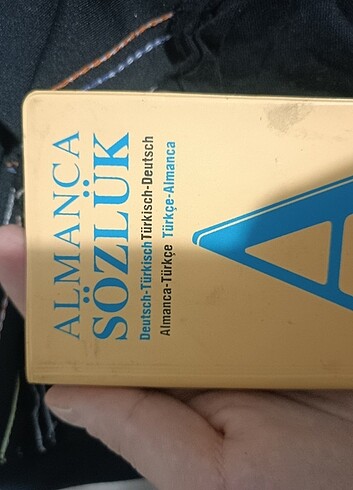 ALMANCA
SÖZLÜK
Deutsch-Türkisch Türkisch-Deutsch
Almanca-Türkçe Türkçe-Almanca
A